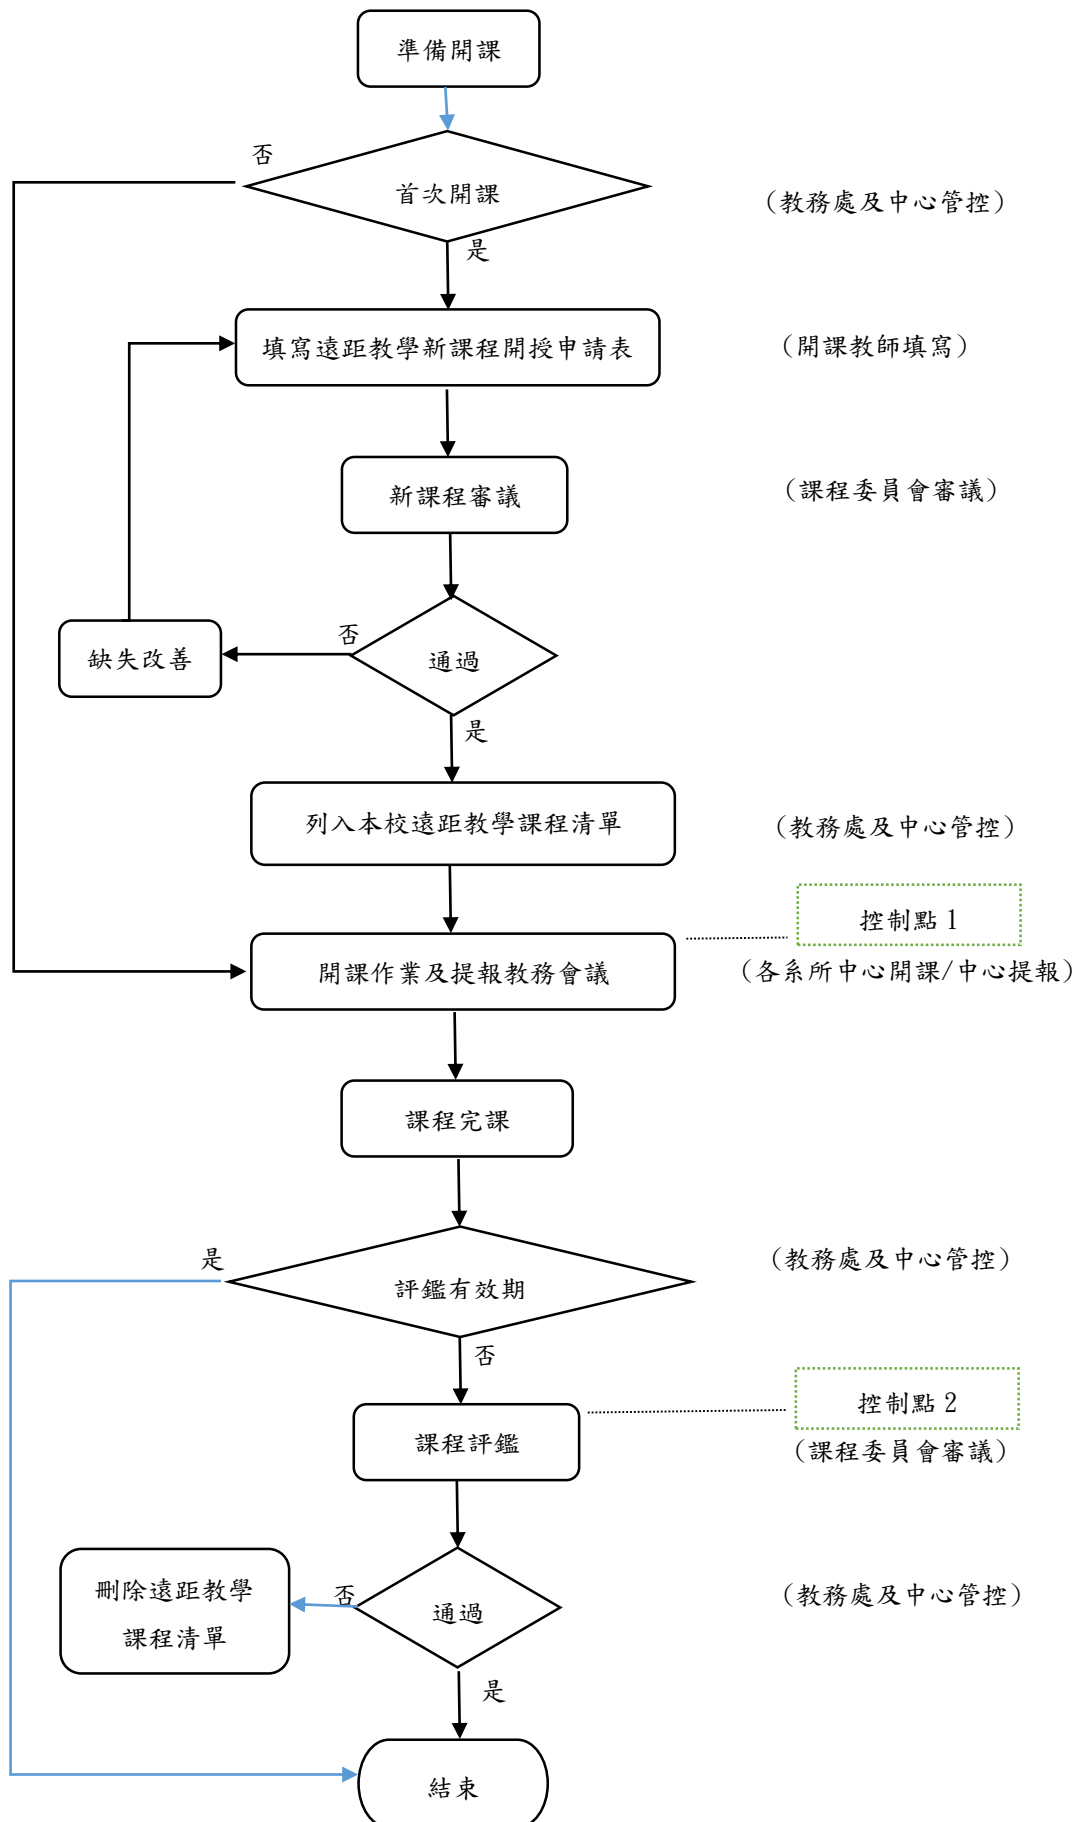 準備開課
否
首次開課
(教務處及中心管控)
是
填寫遠距教學新課程開授申請表
(開課教師填寫)
新課程審議
(課程委員會審議)
否
缺失改善
通過
是
列入本校遠距教學課程清單
(教務處及中心管控)
控制點 1
開課作業及提報教務會議
(各系所中心開課/中心提報)
課程完課
是
評鑑有效期
(教務處及中心管控)
否
控制點 2
課程評鑑
(課程委員會審議)
刪除遠距教學
課程清單
否
通過
(教務處及中心管控)
是
結束